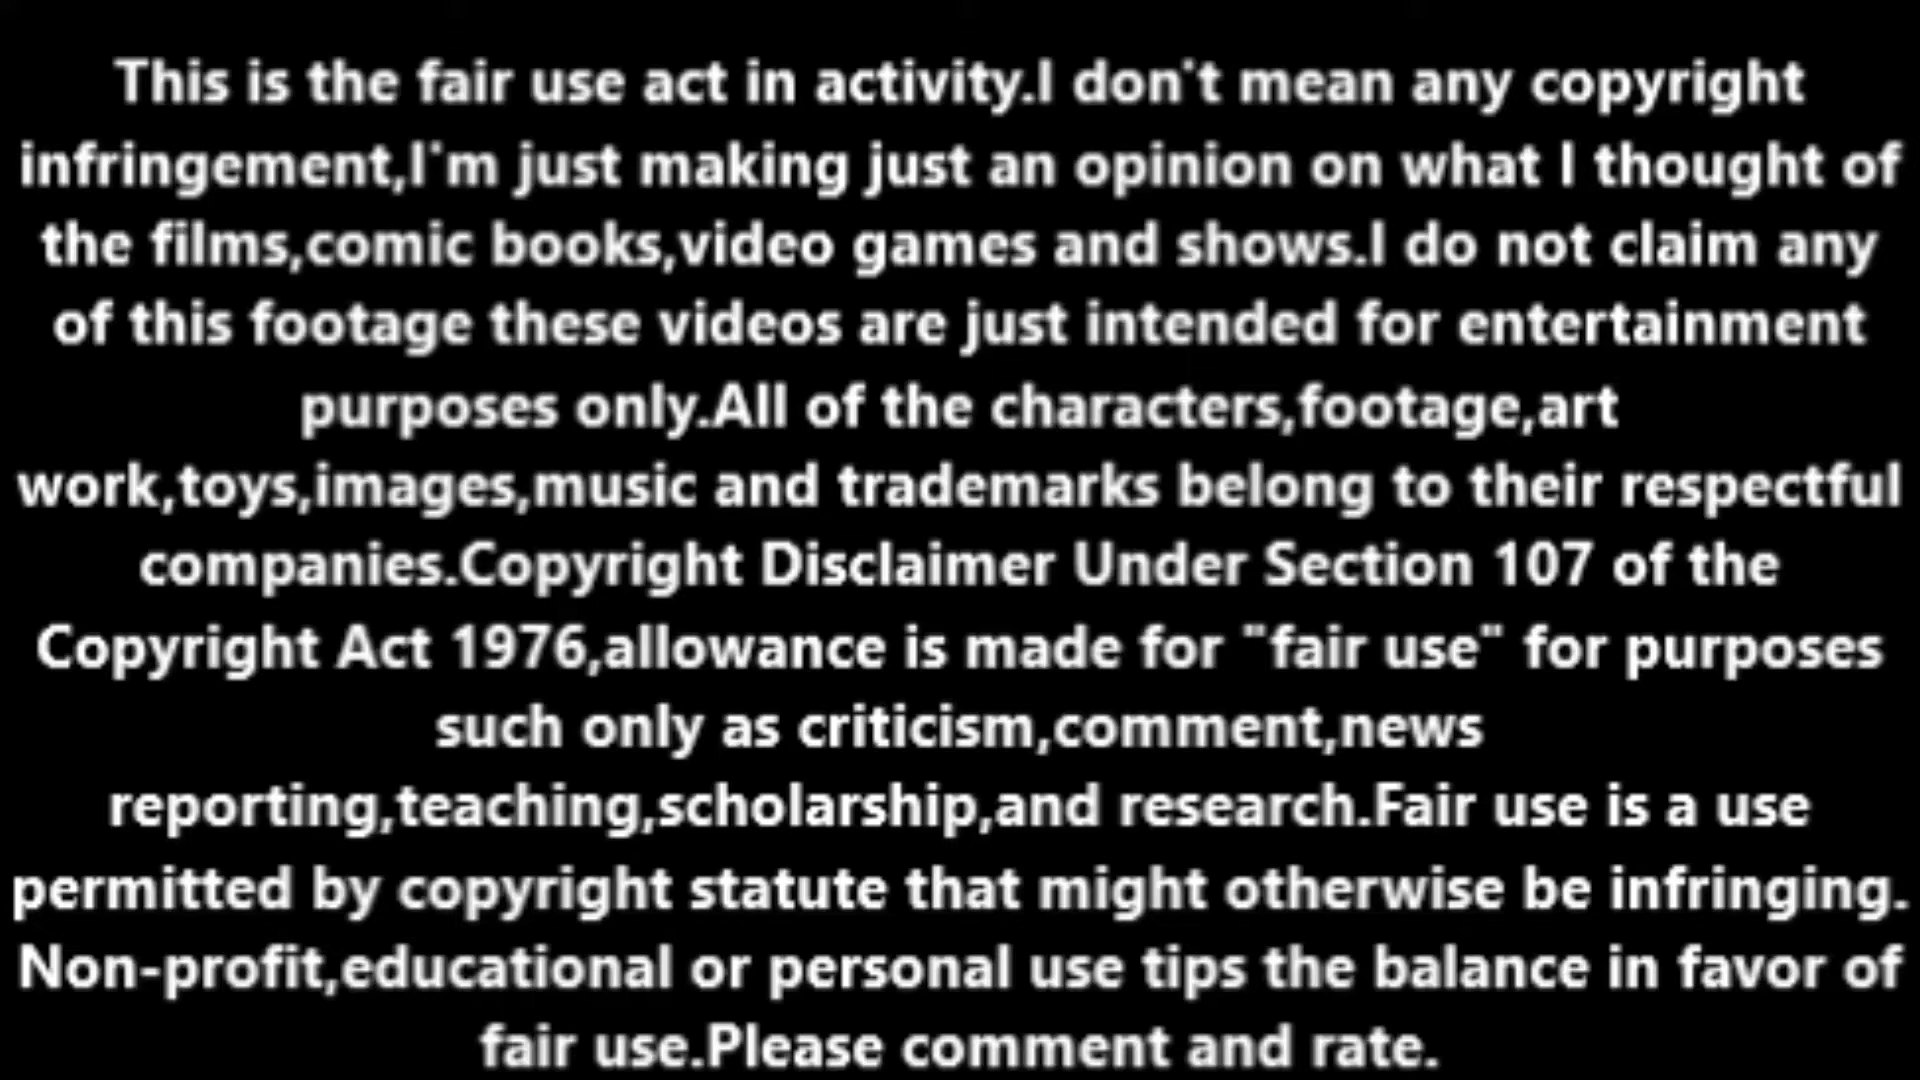 This is the fair use act in activity.I don't mean any copyright
infringement,I'm just making just an opinion on what I thought of
the films,comic books,video games and shows.I do not claim any
of this footage these videos are just intended for entertainment
purposes only.All of the characters,footage,art
work,toys,images,music and trademarks belong to their respectful
companies.Copyright Disclaimer Under Section 107 of the
Copyright Act 1976,allowance is made for "fair use" for purposes
such only as criticism,comment,news
reporting,teaching,scholarship,and research.Fair use is a use
permitted by copyright statute that might otherwise be infringing.
Non-profit,educational or personal use tips the balance in favor of
fair use.Please comment and rate.